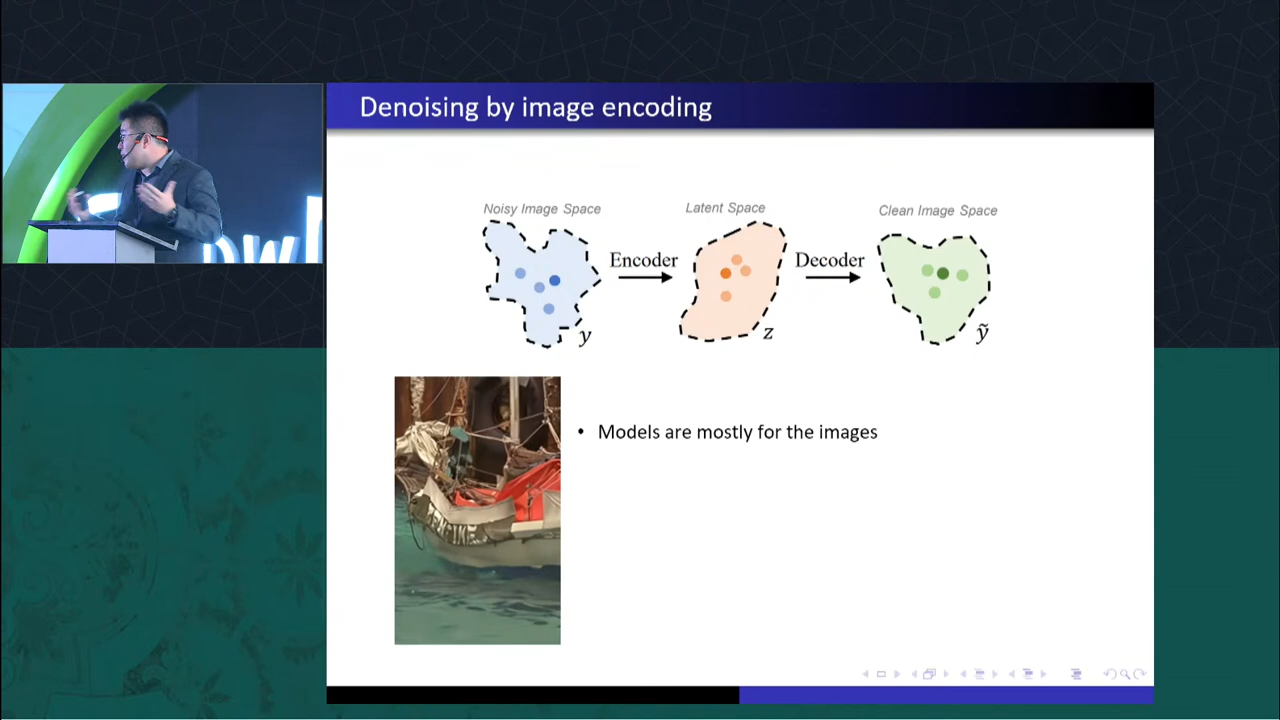 Denoising by image encoding
Noisy Image Space
Latent Space
Clean Image Space
Encoder
Decoder
y
z
ỹ
• Models are mostly for the images